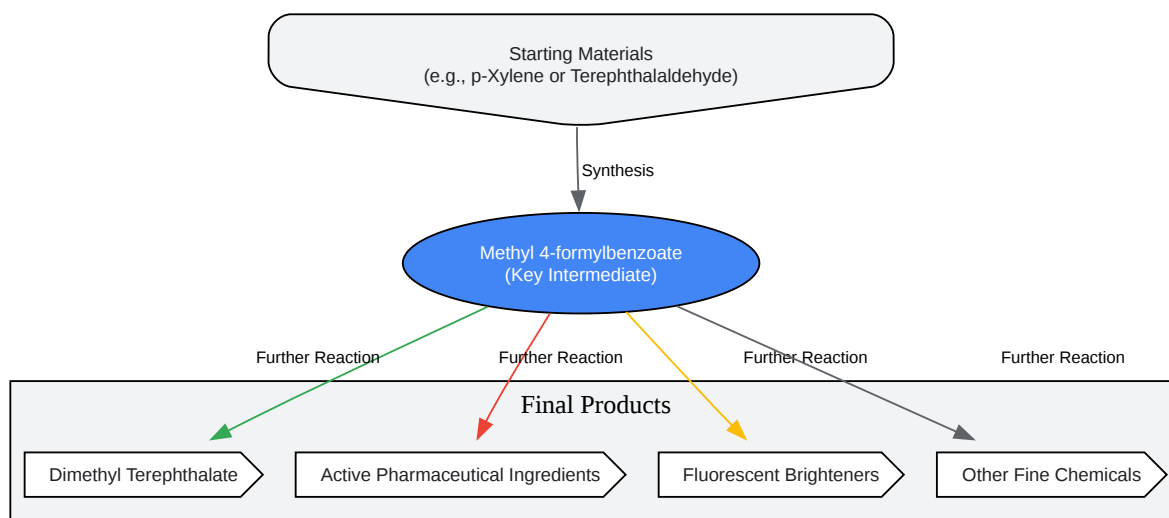 Starting Materials
(e.g., p-Xylene or Terephthalaldehyde)
Synthesis
Methyl 4-formylbenzoate
(Key Intermediate)
Further Reaction
Further Reaction
Further Reaction
Further Reaction
Final Products
Dimethyl Terephthalate
Active Pharmaceutical Ingredients
Fluorescent Brighteners
Other Fine Chemicals